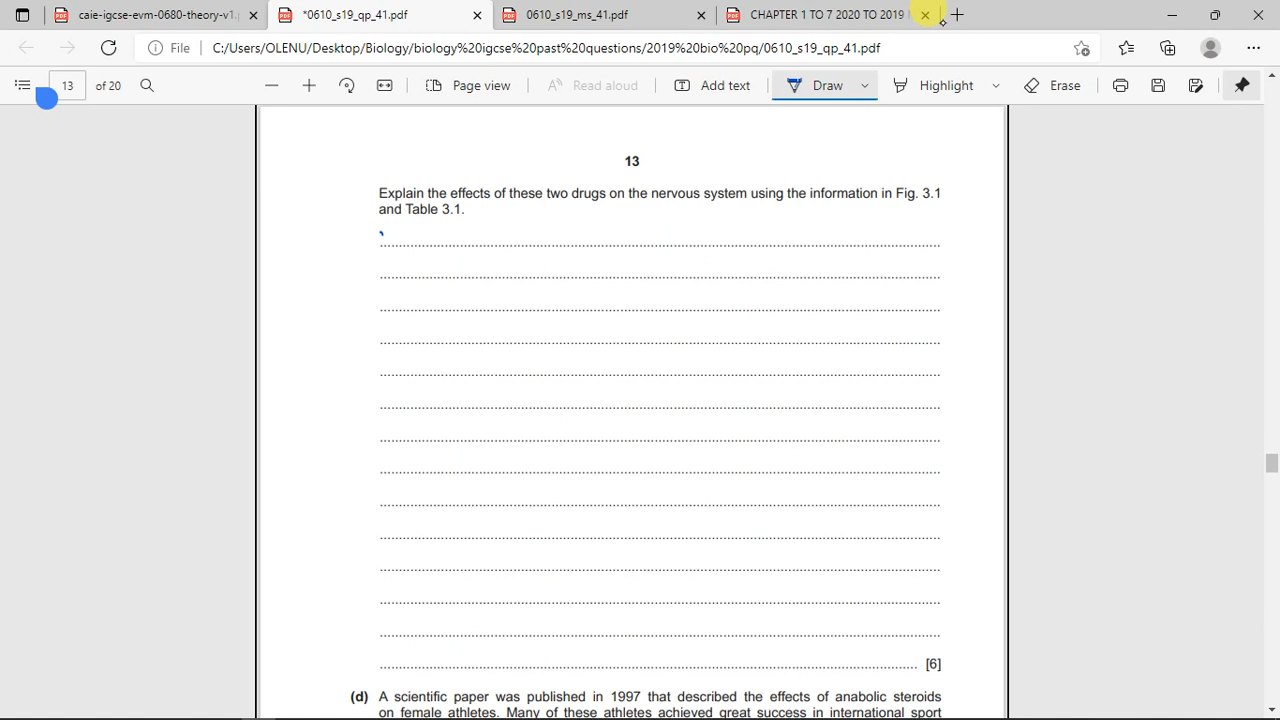 caie-igcse-evm-0680-theory-v1.
*0610_s19_qp_41.pdf
0610_s19_ms_41.pdf
CHAPTER 1 TO 7 2020 TO 2019
File
C:/Users/OLENU/Desktop/Biology/biology%20igcse%20past%20questions/2019%20bio%20pq/0610_s19_qp_41.pdf
13 of 20
Page view
Read aloud
Add text
Draw
Highlight
Erase
13
Explain the effects of these two drugs on the nervous system using the information in Fig. 3.1
and Table 3.1.
[6]
(d) A scientific paper was published in 1997 that described the effects of anabolic steroids
on female athletes. Many of these athletes achieved great success in international sport